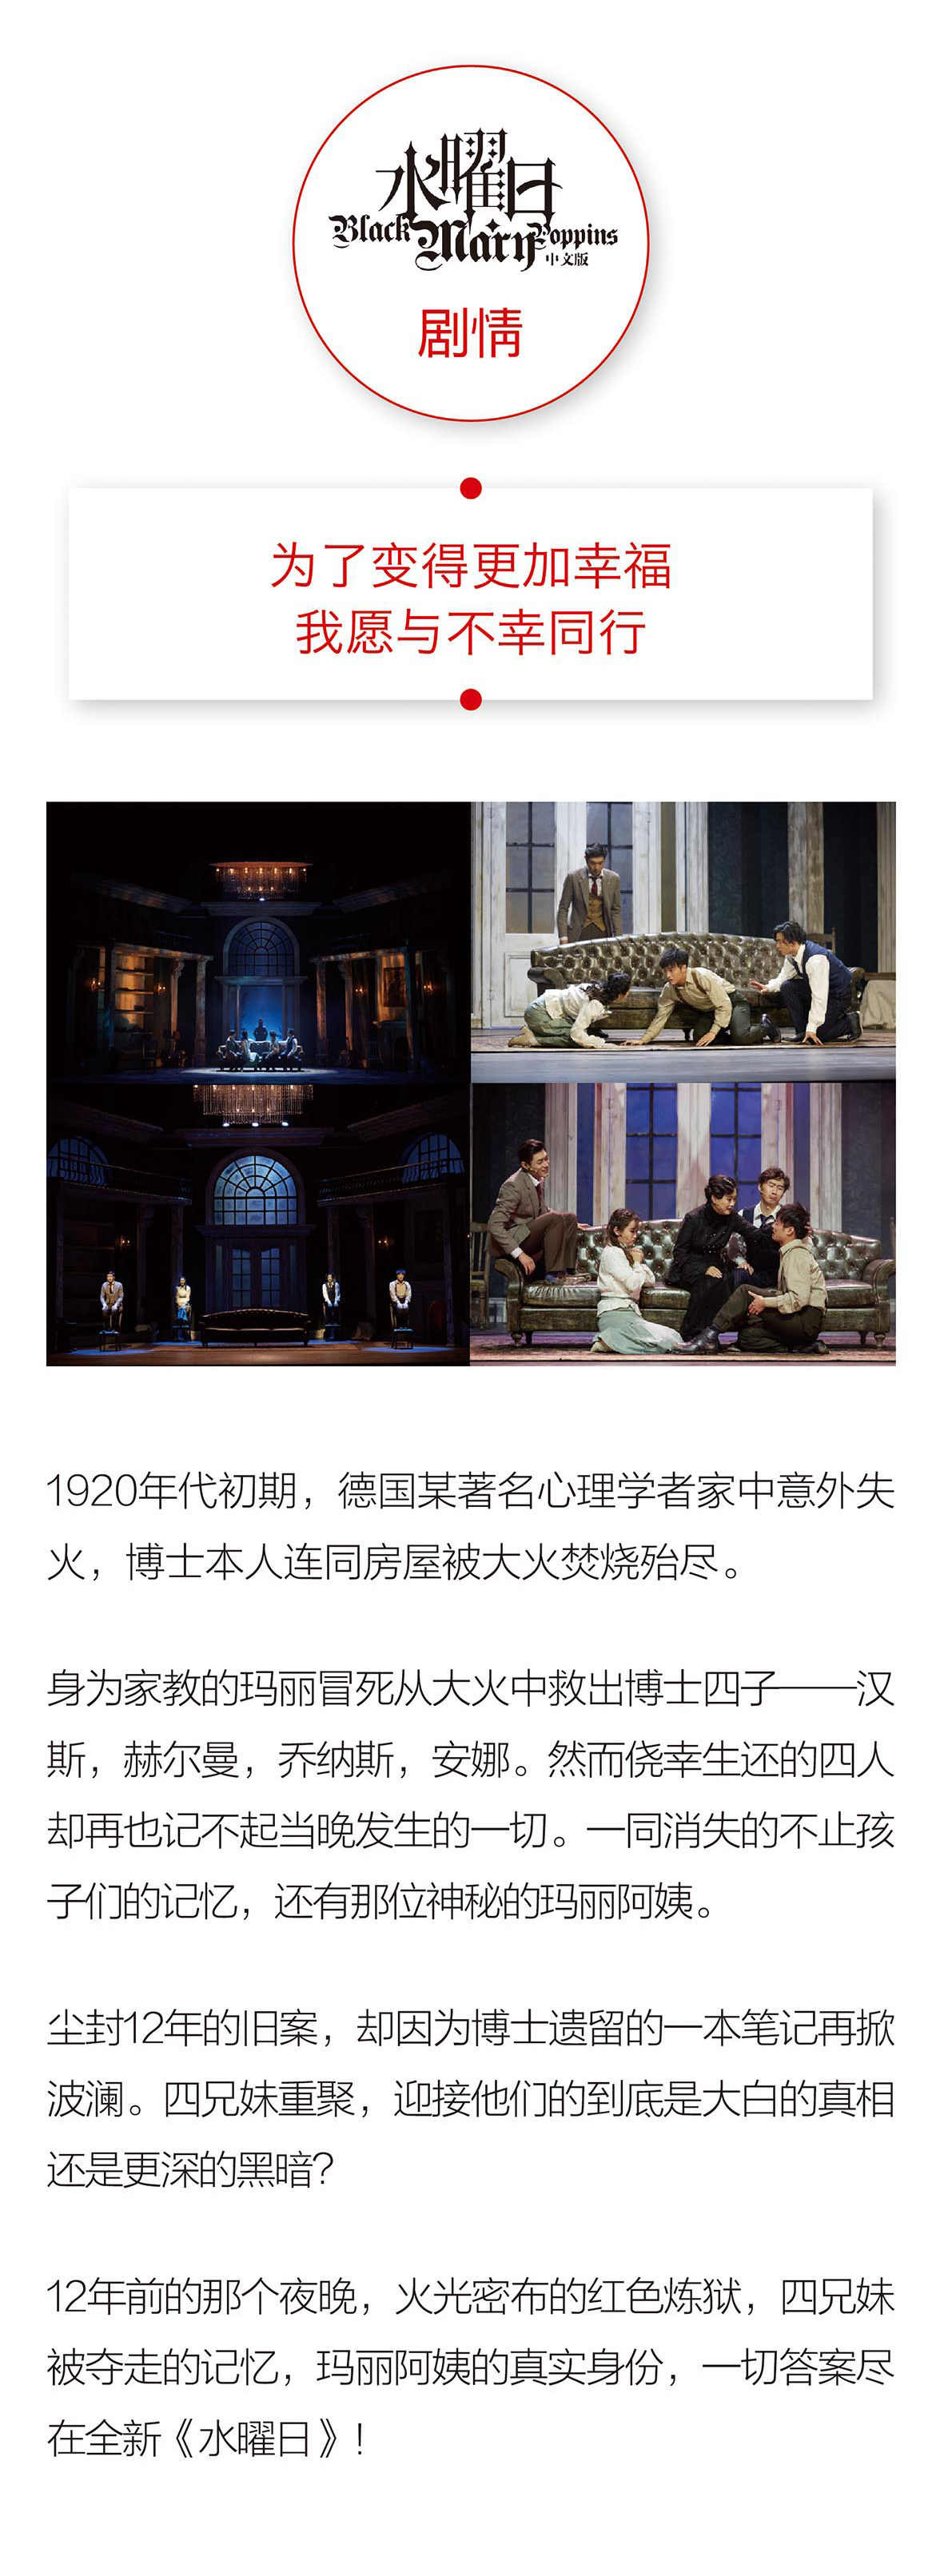 水曜日
Black Mary Poppins
中文版
剧情
为了变得更加幸福
我愿与不幸同行
1920年代初期，德国某著名心理学者家中意外失
火，博士本人连同房屋被大火焚烧殆尽。
身为家教的玛丽冒死从大火中救出博士四子——汉
斯，赫尔曼，乔纳斯，安娜。然而侥幸生还的四人
却再也记不起当晚发生的一切。一同消失的不止孩
子们的记忆，还有那位神秘的玛丽阿姨。
尘封12年的旧案，却因为博士遗留的一本笔记再掀
波澜。四兄妹重聚，迎接他们的到底是大白的真相
还是更深的黑暗？
12年前的那个夜晚，火光密布的红色炼狱，四兄妹
被夺走的记忆，玛丽阿姨的真实身份，一切答案尽
在全新《水曜日》！